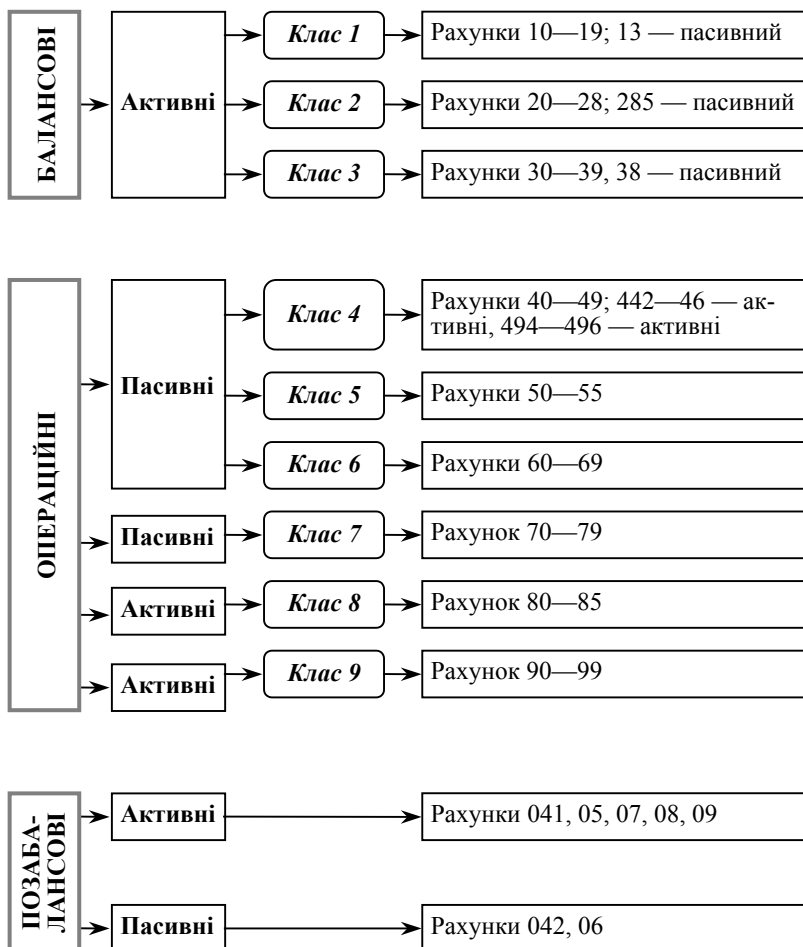 БАЛАНСОВІ
Активні
Клас 1
Рахунки 10—19; 13 — пасивний
Клас 2
Рахунки 20—28; 285 — пасивний
Клас 3
Рахунки 30—39, 38 — пасивний
ОПЕРАЦІЙНІ
Пасивні
Клас 4
Рахунки 40—49; 442—46 — ак-
тивні, 494—496 — активні
Клас 5
Рахунки 50—55
Клас 6
Рахунки 60—69
Пасивні
Клас 7
Рахунок 70—79
Активні
Клас 8
Рахунок 80—85
Активні
Клас 9
Рахунок 90—99
ПОЗАБА-
ЛАНСОВІ
Активні
Рахунки 041, 05, 07, 08, 09
Пасивні
Рахунки 042, 06